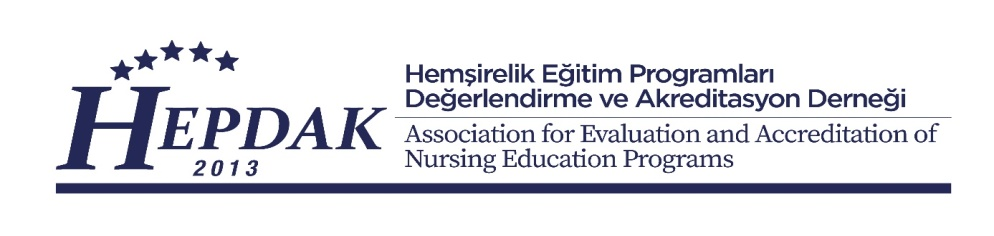 HEPDAK
2013
Hemşirelik Eğitim Programları
Değerlendirme ve Akreditasyon Derneği
Association for Evaluation and Accreditation of
Nursing Education Programs